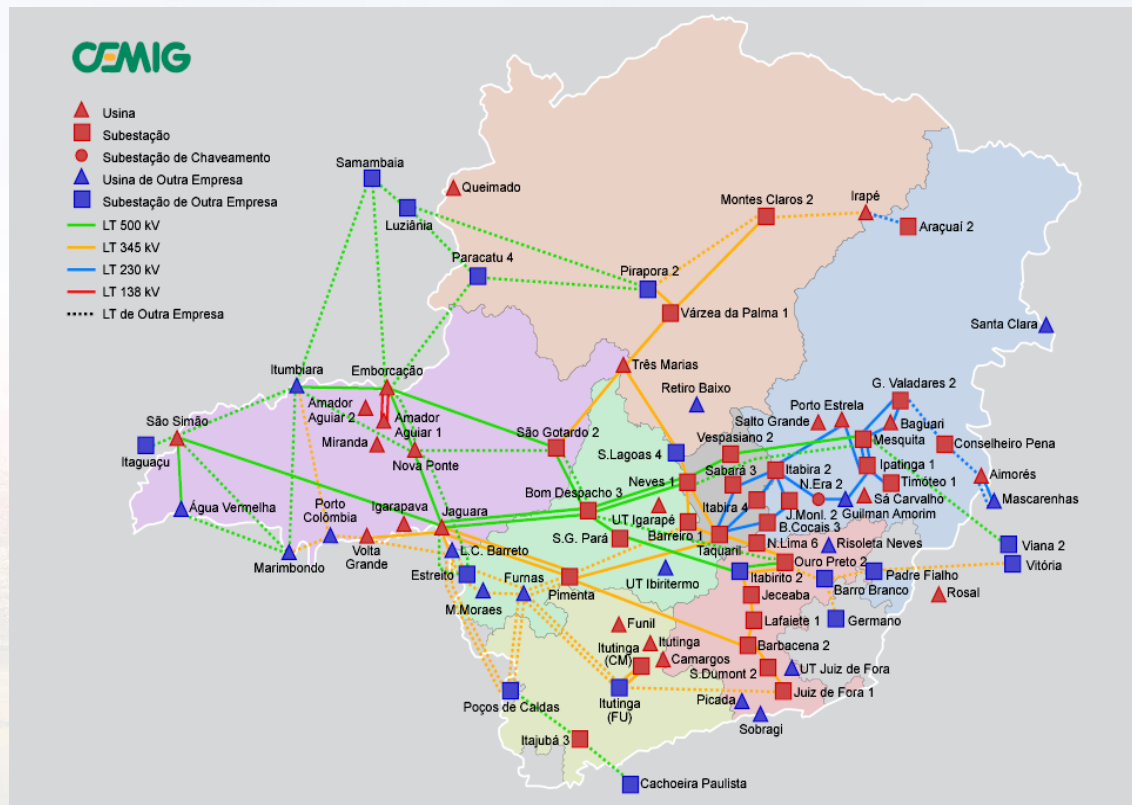 CEMIG
Usina
Subestação
Subestação de Chaveamento
Usina de Outra Empresa
Subestação de Outra Empresa
LT 500 kV
LT 345 kV
LT 230 kV
LT 138 kV
LT de Outra Empresa
Samambaia
Queimado
Luziânia
Montes Claros 2
Irapé
Araçuaí 2
Paracatu 4
Pirapora 2
Várzea da Palma 1
Santa Clara
Itumbiara
Emborcação
Três Marias
Retiro Baixo
G. Valadares 2
Amador
Aguiar 2
Amador
Aguiar 1
Porto Estrela
Salto Grande
Baguari
São Simão
Miranda
Nova Ponte
São Gotardo 2
Vespasiano 2
Mesquita
Conselheiro Pena
Itaguaçu
S.Lagoas 4
Sabará 3
Itabira 2
Ipatinga 1
Timóteo 1
Aimorés
N.Era 2
Neves 1
Bom Despacho 3
Itabira 4
Sá Carvalho
Mascarenhas
Água Vermelha
Porto
Colômbia
Igarapava
Jaguara
UT Igarapé
J.Monl. 2
Guilman Amorim
B.Cocais 3
S.G. Pará
Barreiro 1
Taquaril
N.Lima 6
Risoleta Neves
Viana 2
Marimbondo
Volta
Grande
L.C. Barreto
Ouro Preto 2
Vitória
Estreito
Furnas
Pimenta
UT Ibiritermo
Itabirito 2
Padre Fialho
Barro Branco
M.Moraes
Jeceaba
Rosal
Funil
Lafaiete 1
Germano
Itutinga
Itutinga
(CM)
Barbacena 2
Camargos
S.Dumont 2
UT Juiz de Fora
Poços de Caldas
Itutinga
(FU)
Juiz de Fora 1
Picada
Sobragi
Itajubá 3
Cachoeira Paulista